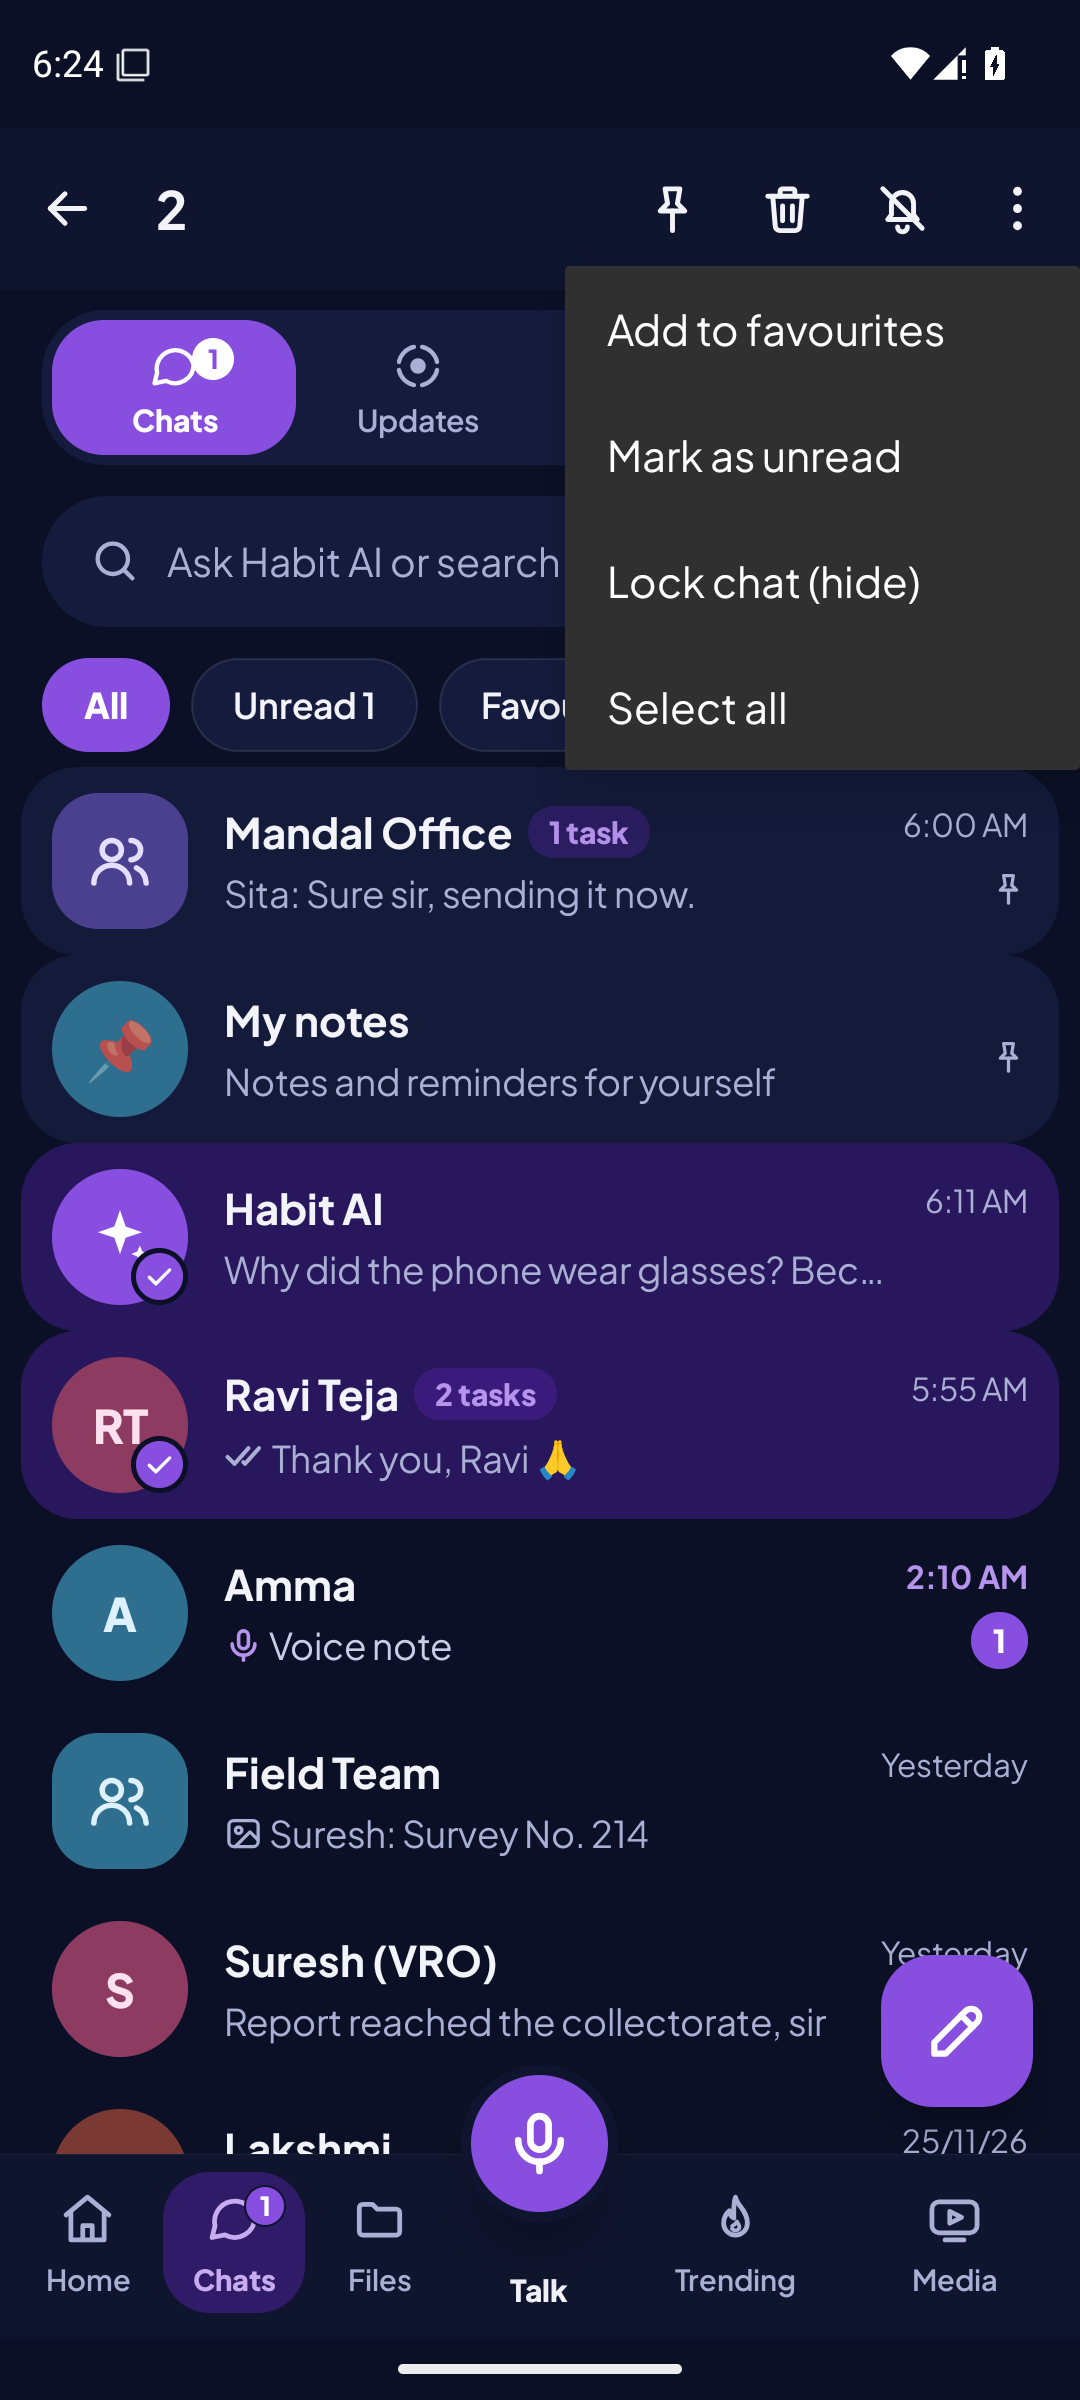 6:24
2
Add to favourites
Mark as unread
Lock chat (hide)
Select all
1
Chats
Updates
Ask Habit AI or search
All
Unread 1
Favou
Mandal Office
1 task
6:00 AM
Sita: Sure sir, sending it now.
My notes
Notes and reminders for yourself
Habit AI
6:11 AM
Why did the phone wear glasses? Bec...
RT
Ravi Teja
2 tasks
5:55 AM
Thank you, Ravi 🙏
A
Amma
2:10 AM
Voice note
1
Field Team
Yesterday
Suresh: Survey No. 214
S
Suresh (VRO)
Yesterday
Report reached the collectorate, sir
Lakshmi
25/11/26
Home
1
Chats
Files
Talk
Trending
Media